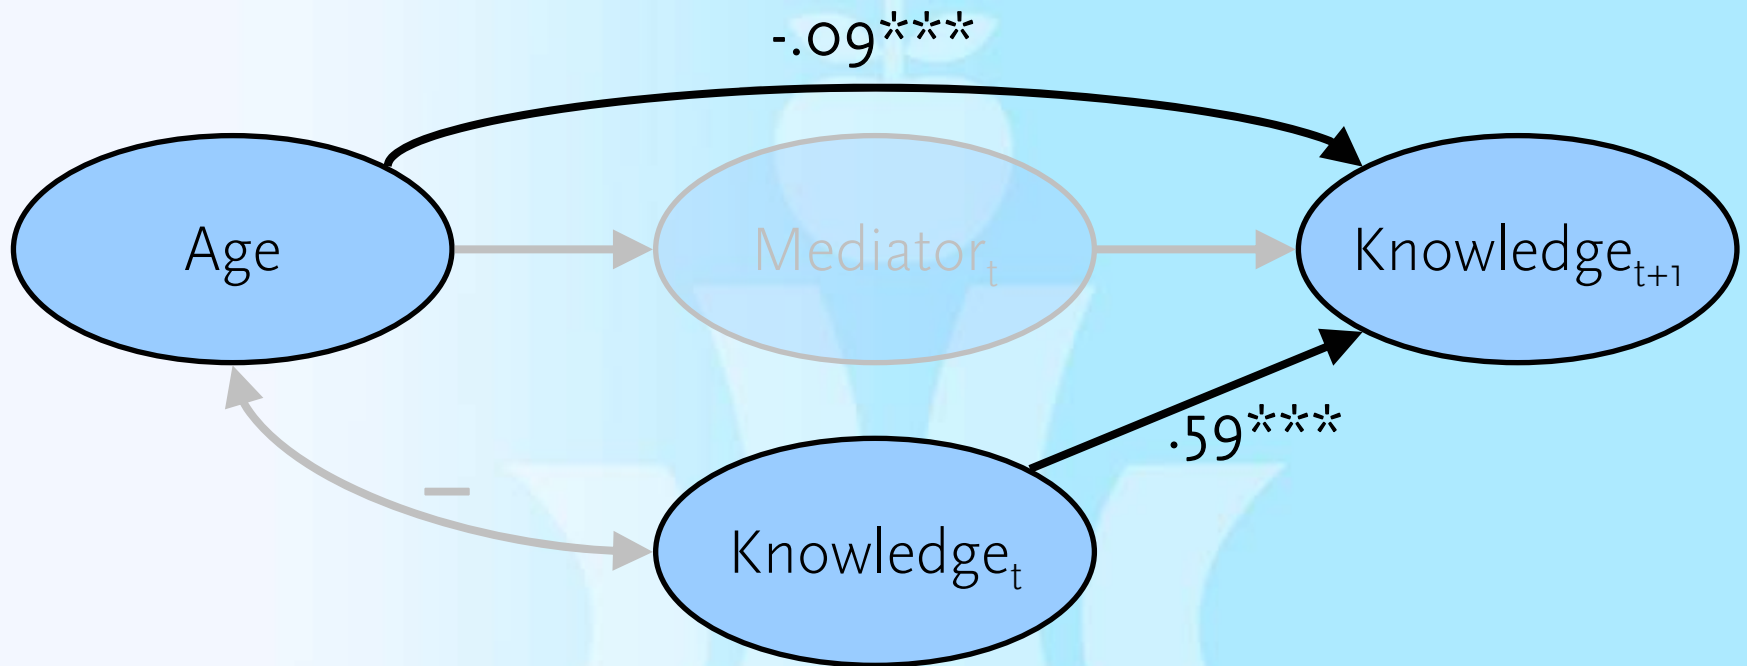 -.09***
Age
Mediatorₜ
Knowledgeₜ₊₁
.59***
–
Knowledgeₜ